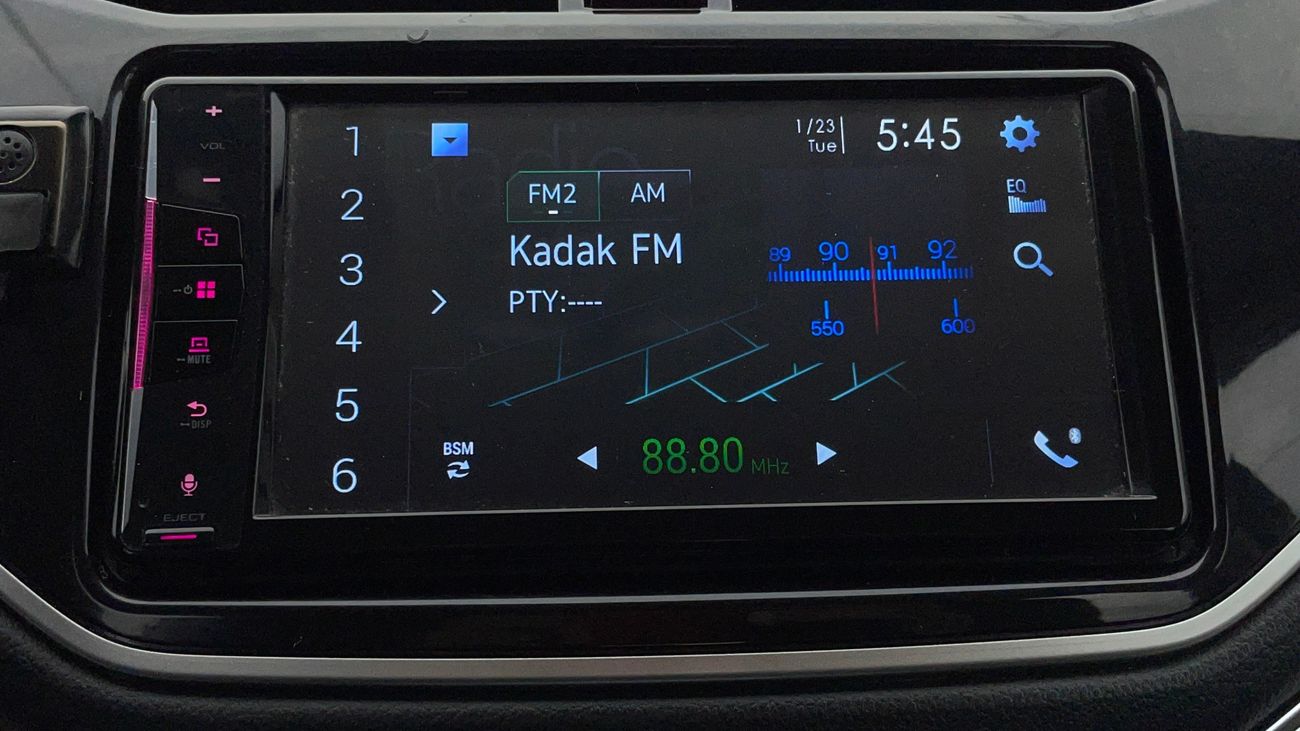 +
VOL
−
MUTE
DISP
EJECT
1
2
3
4
5
6
1/23
Tue
5:45
FM2
AM
EQ
Kadak FM
PTY:----
89 90 91 92
550 600
BSM
88.80 MHz